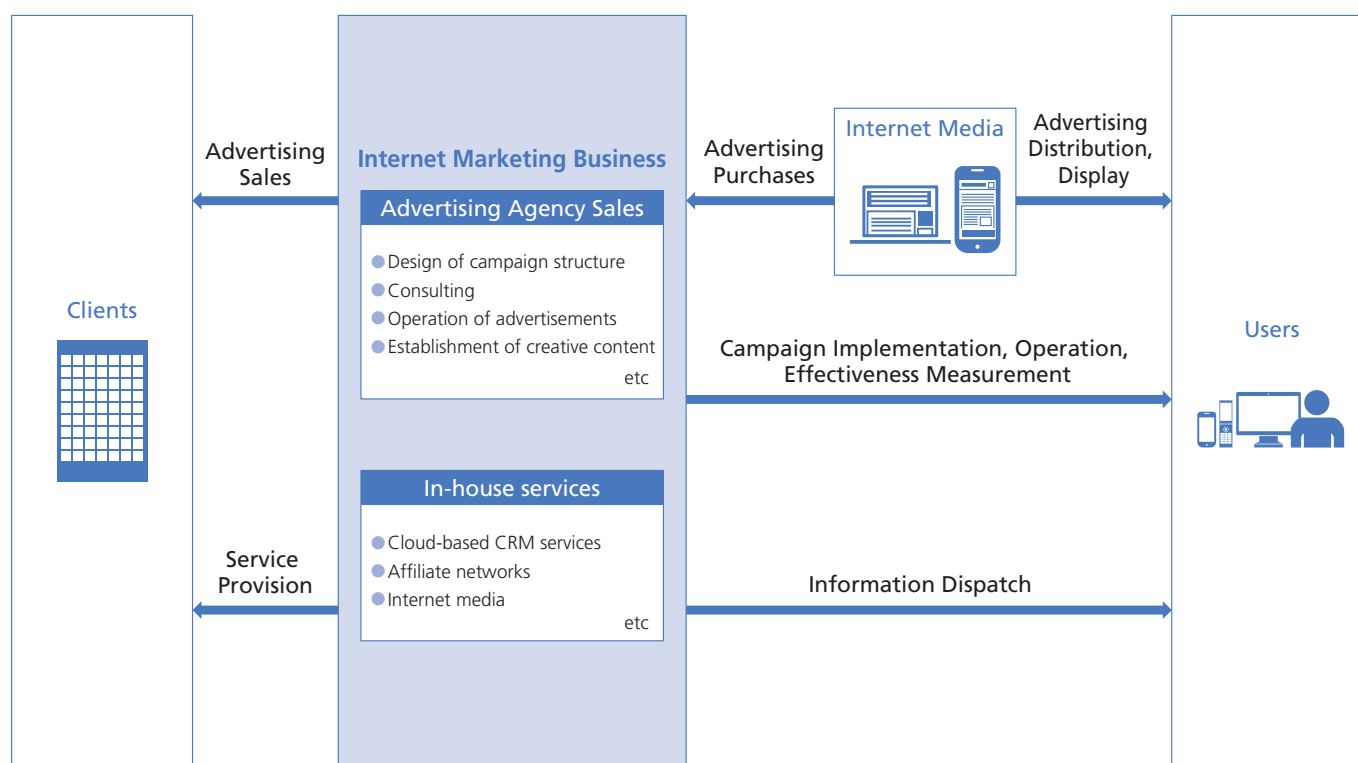 Clients
Advertising
Sales
Service
Provision
Internet Marketing Business
Advertising Agency Sales
Design of campaign structure
Consulting
Operation of advertisements
Establishment of creative content
etc
In-house services
Cloud-based CRM services
Affiliate networks
Internet media
etc
Advertising
Purchases
Internet Media
Advertising
Distribution,
Display
Campaign Implementation, Operation,
Effectiveness Measurement
Information Dispatch
Users